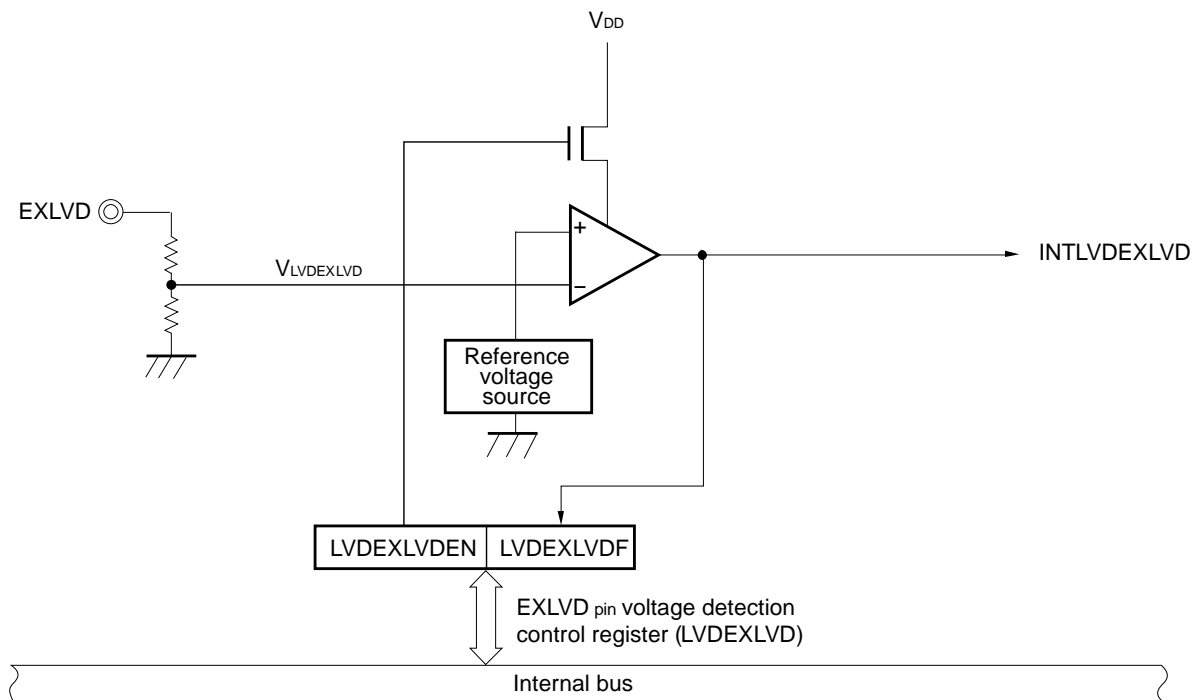 VDD
EXLVD
+
INTLVDEXLVD
VLVDEXLVD
−
Reference
voltage
source
LVDEXLVDEN
LVDEXLVDF
EXLVD pin voltage detection
control register (LVDEXLVD)
Internal bus